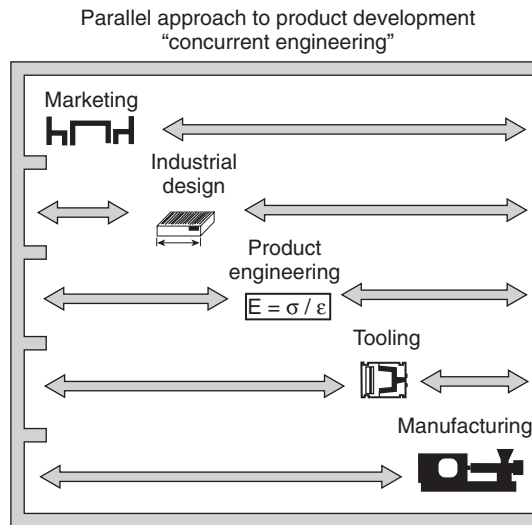 Parallel approach to product development
“concurrent engineering”
Marketing
Industrial
design
Product
engineering
E = σ / ε
Tooling
Manufacturing